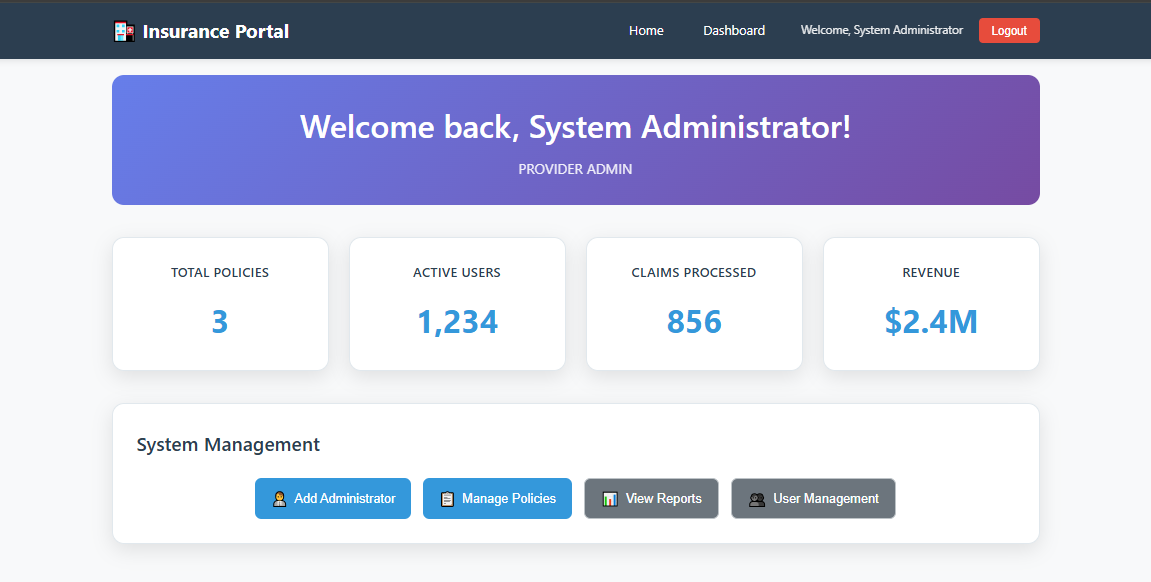 Insurance Portal
Home
Dashboard
Welcome, System Administrator
Logout
Welcome back, System Administrator!
PROVIDER ADMIN
TOTAL POLICIES
3
ACTIVE USERS
1,234
CLAIMS PROCESSED
856
REVENUE
$2.4M
System Management
Add Administrator
Manage Policies
View Reports
User Management